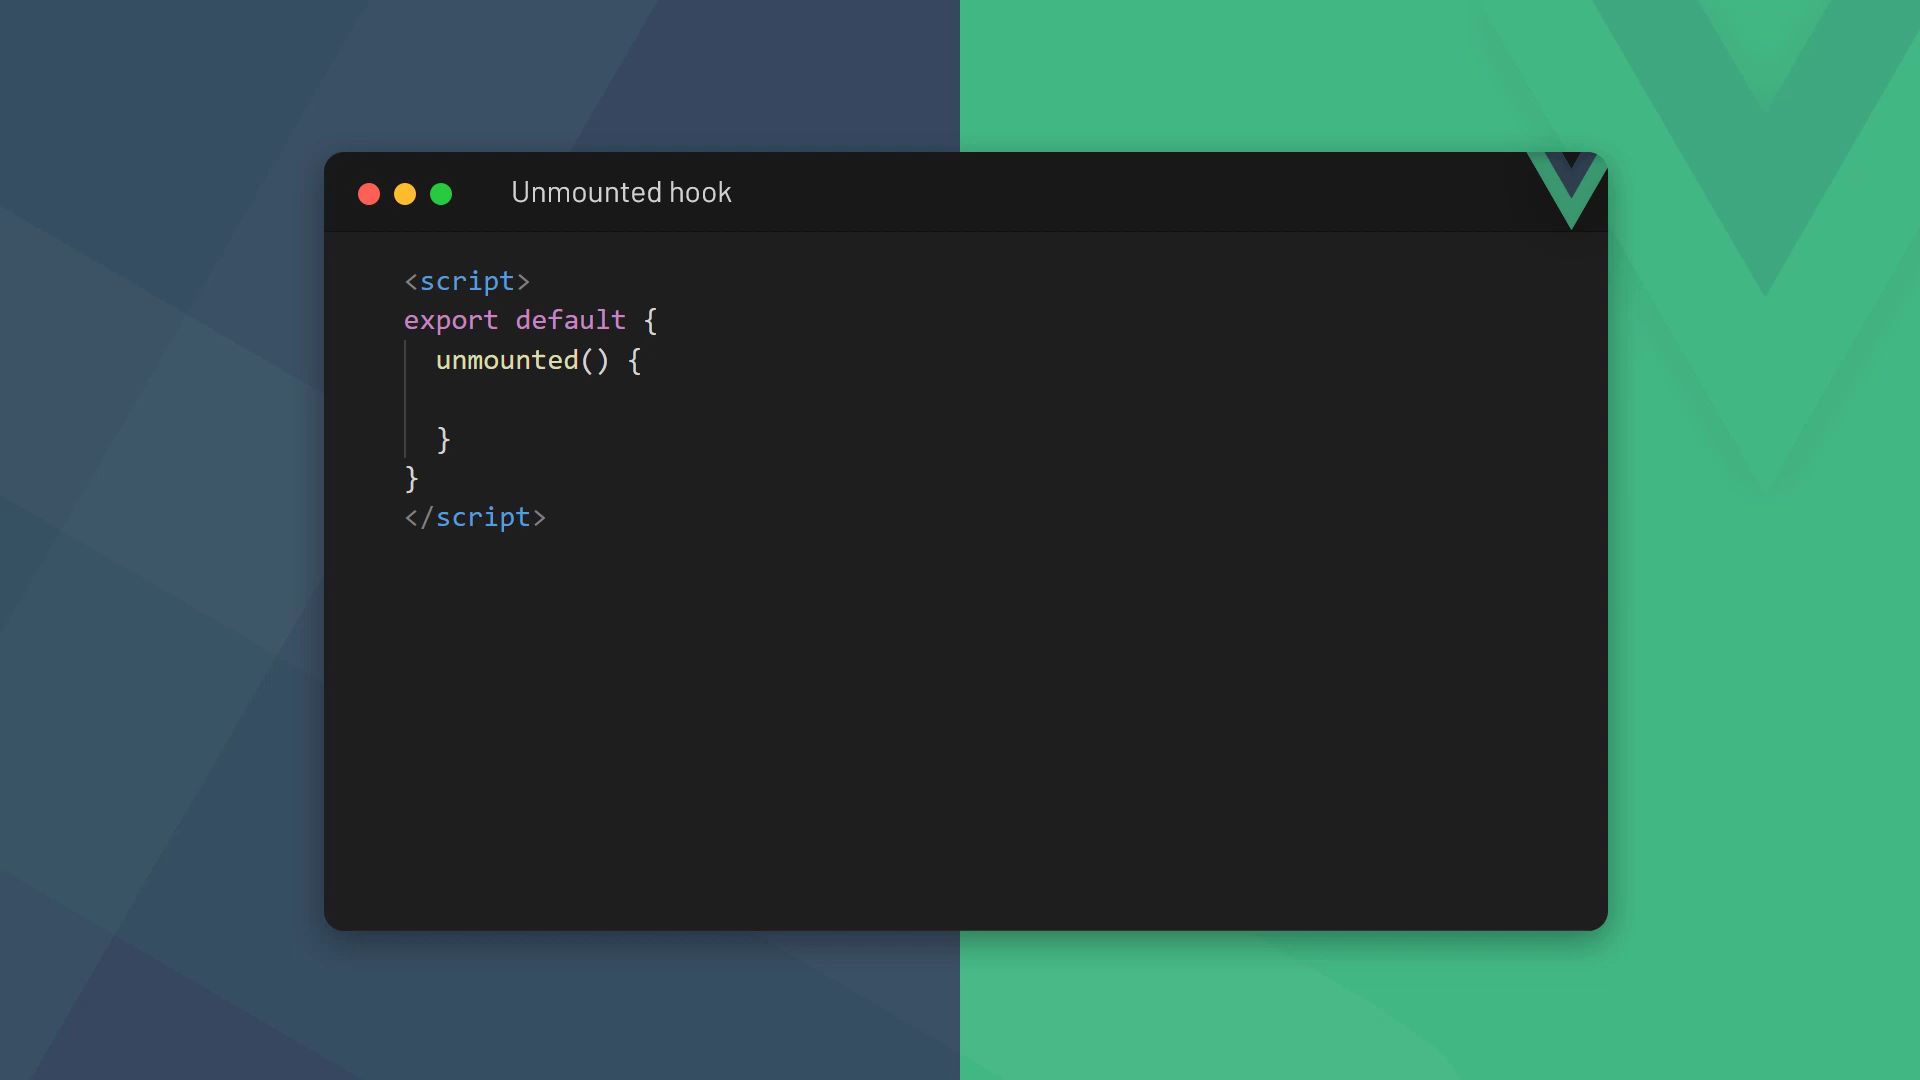 Unmounted hook
<script>
export default {
  unmounted() {

  }
}
</script>